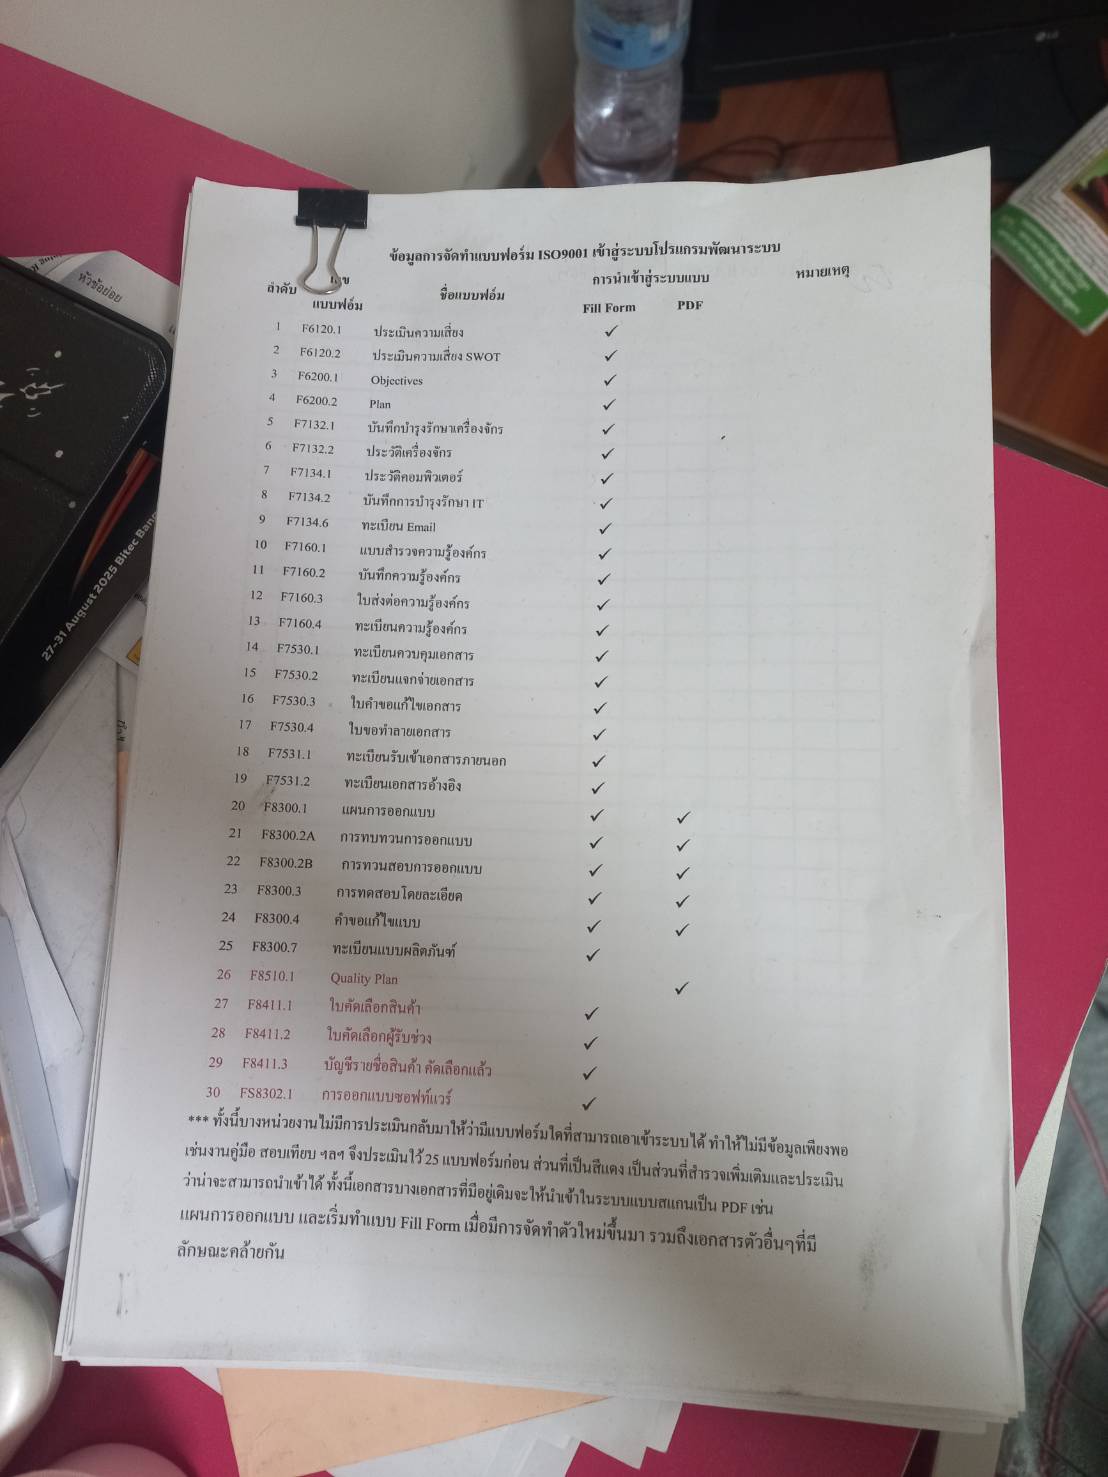 ข้อมูลการจัดทำแบบฟอร์ม ISO9001 เข้าสู่ระบบโปรแกรมพัฒนาระบบ
ลำดับ แบบฟอ์ม ชื่อแบบฟอ์ม การนำเข้าสู่ระบบแบบ หมายเหตุ
Fill Form PDF
1 F6120.1 ประเมินความเสี่ยง ✓
2 F6120.2 ประเมินความเสี่ยง SWOT ✓
3 F6200.1 Objectives ✓
4 F6200.2 Plan ✓
5 F7132.1 บันทึกบำรุงรักษาเครื่องจักร ✓
6 F7132.2 ประวัติเครื่องจักร ✓
7 F7134.1 ประวัติคอมพิวเตอร์ ✓
8 F7134.2 บันทึกการบำรุงรักษา IT ✓
9 F7134.6 ทะเบียน Email ✓
10 F7160.1 แบบสำรวจความรู้องค์กร ✓
11 F7160.2 บันทึกความรู้องค์กร ✓
12 F7160.3 ใบส่งต่อความรู้องค์กร ✓
13 F7160.4 ทะเบียนความรู้องค์กร ✓
14 F7530.1 ทะเบียนควบคุมเอกสาร ✓
15 F7530.2 ทะเบียนแจกจ่ายเอกสาร ✓
16 F7530.3 ใบคำขอแก้ไขเอกสาร ✓
17 F7530.4 ใบขอทำลายเอกสาร ✓
18 F7531.1 ทะเบียนรับเข้าเอกสารภายนอก ✓
19 F7531.2 ทะเบียนเอกสารอ้างอิง ✓
20 F8300.1 แผนการออกแบบ ✓ ✓
21 F8300.2A การทบทวนการออกแบบ ✓ ✓
22 F8300.2B การทวนสอบการออกแบบ ✓ ✓
23 F8300.3 การทดสอบโดยละเอียด ✓ ✓
24 F8300.4 คำขอแก้ไขแบบ ✓ ✓
25 F8300.7 ทะเบียนแบบผลิตภันฑ์ ✓
26 F8510.1 Quality Plan ✓
27 F8411.1 ใบคัดเลือกสินค้า ✓
28 F8411.2 ใบคัดเลือกผู้รับช่วง ✓
29 F8411.3 บัญชีรายชื่อสินค้า คัดเลือกแล้ว ✓
30 FS8302.1 การออกแบบซอฟท์แวร์ ✓
*** ทั้งนี้บางหน่วยงานไม่มีการประเมินกลับมาให้ว่ามีแบบฟอร์มใดที่สามารถเอาเข้าระบบได้ ทำให้ไม่มีข้อมูลเพียงพอ
เช่นงานคู่มือ สอบเทียบ ฯลฯ จึงประเมินใว้ 25 แบบฟอร์มก่อน ส่วนที่เป็นสีแดง เป็นส่วนที่สำรวจเพิ่มเติมและประเมิน
ว่าน่าจะสามารถนำเข้าได้ ทั้งนี้เอกสารบางเอกสารที่มีอยู่เดิมจะให้นำเข้าในระบบแบบสแกนเป็น PDF เช่น
แผนการออกแบบ และเริ่มทำแบบ Fill Form เมื่อมีการจัดทำตัวใหม่ขึ้นมา รวมถึงเอกสารตัวอื่นๆที่มี
ลักษณะคล้ายกัน
หัวข้อย่อย
27-31 August 2025 Bitec Bang
LG